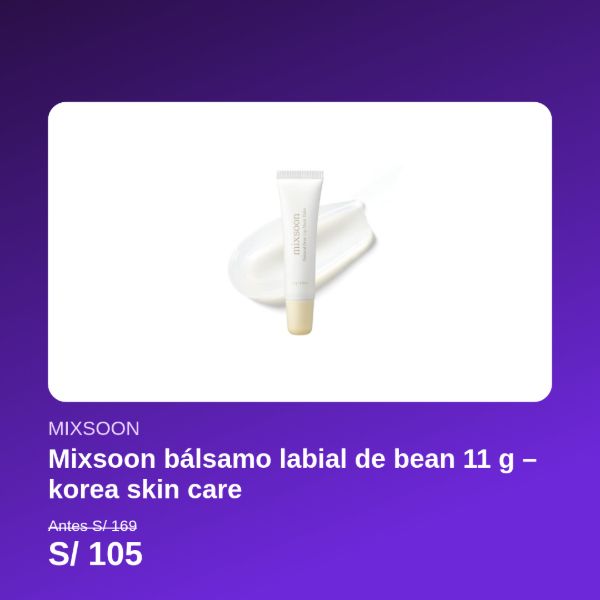 mixsoon
MIXSOON
Mixsoon bálsamo labial de bean 11 g –
korea skin care
Antes S/ 169
S/ 105